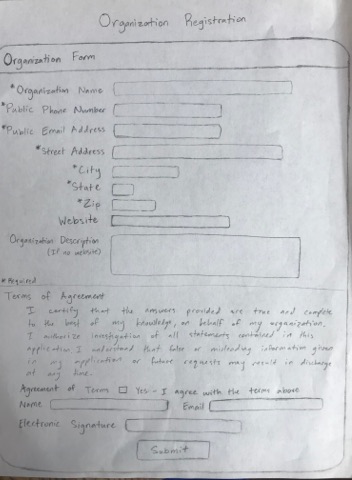 Organization Registration
Organization Form
*Organization Name
*Public Phone Number
*Public Email Address
*Street Address
*City
*State
*Zip
Website
Organization Description
(If no website)
*Required
Terms of Agreement
I certify that the answers provided are true and complete
to the best of my knowledge, on behalf of my organization.
I authorize investigation of all statements contained in this
application. I understand that false or misleading information given
in my application or future requests may result in discharge
at any time.
Agreement of Terms Yes - I agree with the terms above
Name Email
Electronic Signature
Submit